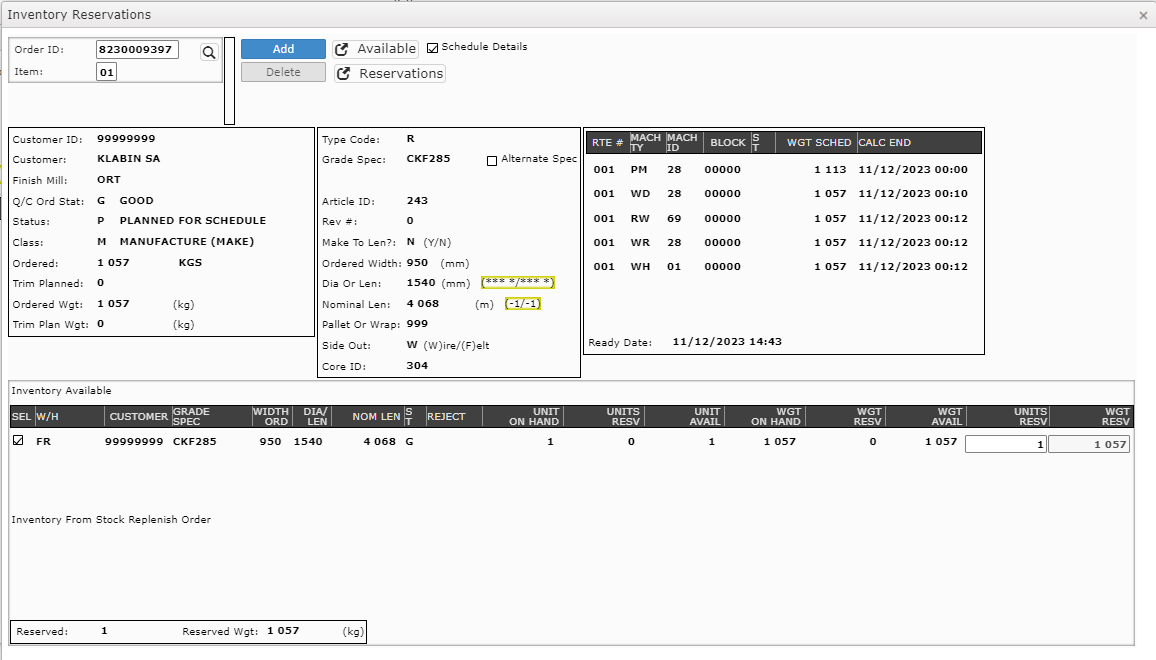 Inventory Reservations ×
Order ID: 8230009397 Add Available Schedule Details
Item: 01 Delete Reservations
Customer ID: 99999999
Customer: KLABIN SA
Finish Mill: ORT
Q/C Ord Stat: G GOOD
Status: P PLANNED FOR SCHEDULE
Class: M MANUFACTURE (MAKE)
Ordered: 1 057 KGS
Trim Planned: 0
Ordered Wgt: 1 057 (kg)
Trim Plan Wgt: 0 (kg)
Type Code: R
Grade Spec: CKF285 Alternate Spec
Article ID: 243
Rev #: 0
Make To Len?: N (Y/N)
Ordered Width: 950 (mm)
Dia Or Len: 1540 (mm) (*** */*** *)
Nominal Len: 4 068 (m) (-1/-1)
Pallet Or Wrap: 999
Side Out: W (W)ire/(F)elt
Core ID: 304
RTE # MACH TY MACH ID BLOCK S T WGT SCHED CALC END
001 PM 28 00000 1 113 11/12/2023 00:00
001 WD 28 00000 1 057 11/12/2023 00:10
001 RW 69 00000 1 057 11/12/2023 00:12
001 WR 28 00000 1 057 11/12/2023 00:12
001 WH 01 00000 1 057 11/12/2023 00:12
Ready Date: 11/12/2023 14:43
Inventory Available
SEL W/H CUSTOMER GRADE SPEC WIDTH ORD DIA/ LEN NOM LEN S T REJECT UNIT ON HAND UNITS RESV UNIT AVAIL WGT ON HAND WGT RESV WGT AVAIL UNITS RESV WGT RESV
FR 99999999 CKF285 950 1540 4 068 G 1 0 1 1 057 0 1 057 1 1 057
Inventory From Stock Replenish Order
Reserved: 1 Reserved Wgt: 1 057 (kg)